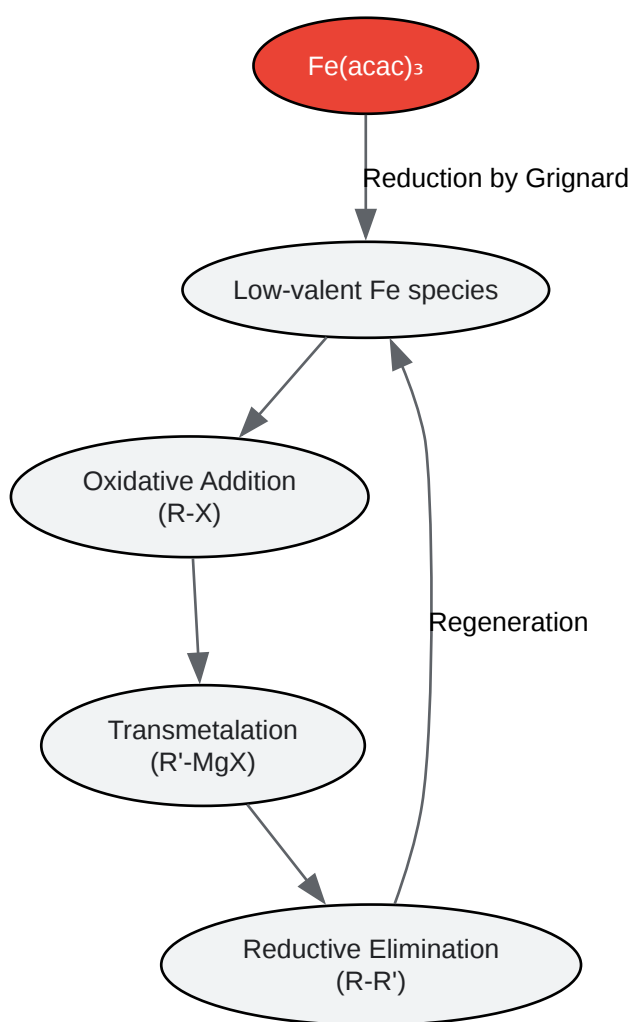 Fe(acac)₃
Reduction by Grignard
Low-valent Fe species
Oxidative Addition
(R-X)
Regeneration
Transmetalation
(R'-MgX)
Reductive Elimination
(R-R')